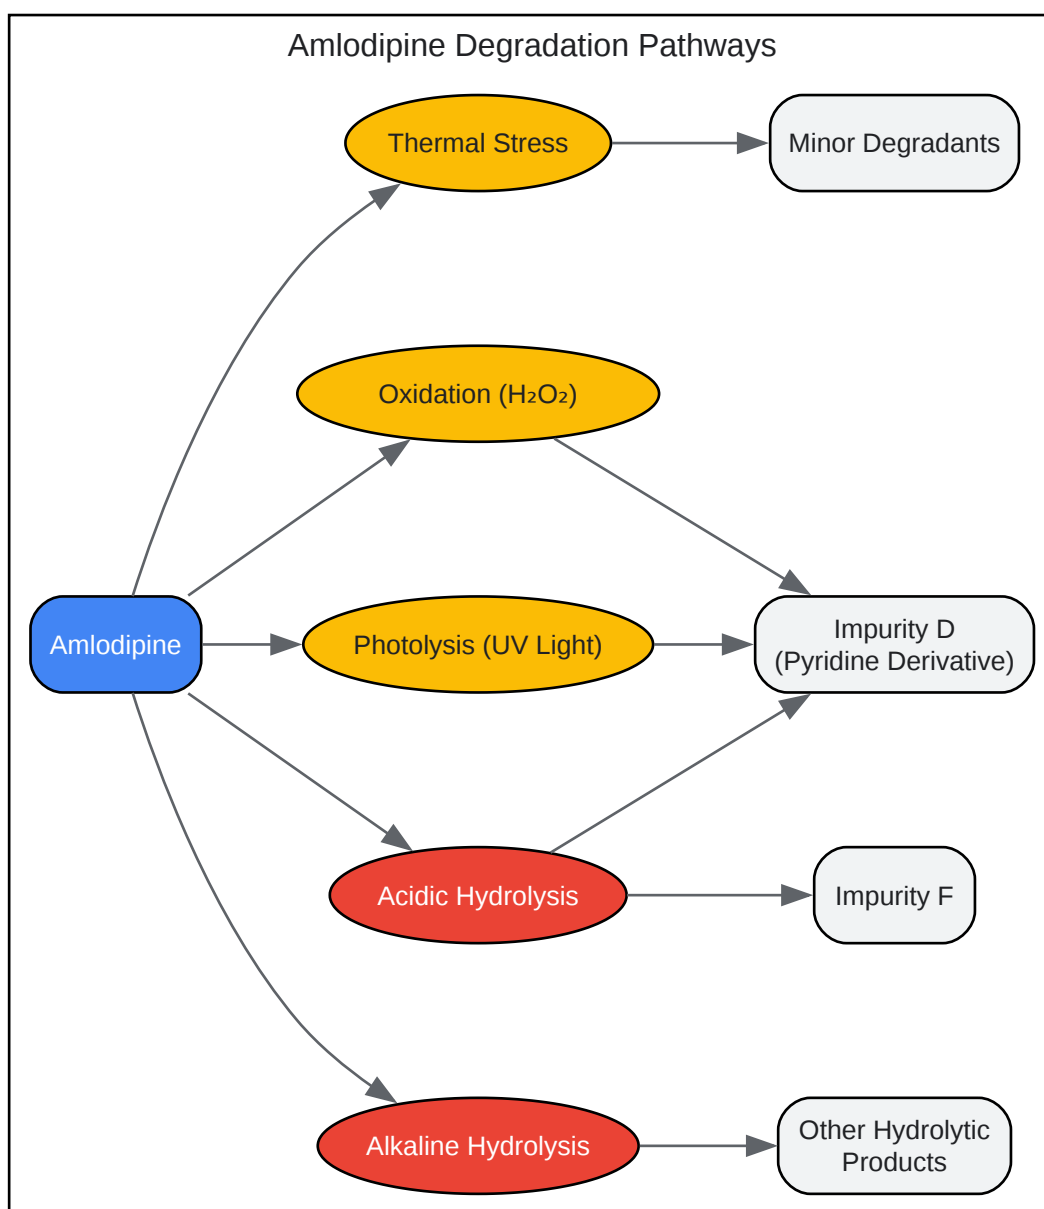 Amlodipine Degradation Pathways
Thermal Stress
Minor Degradants
Oxidation (H₂O₂)
Amlodipine
Photolysis (UV Light)
Impurity D
(Pyridine Derivative)
Acidic Hydrolysis
Impurity F
Alkaline Hydrolysis
Other Hydrolytic
Products